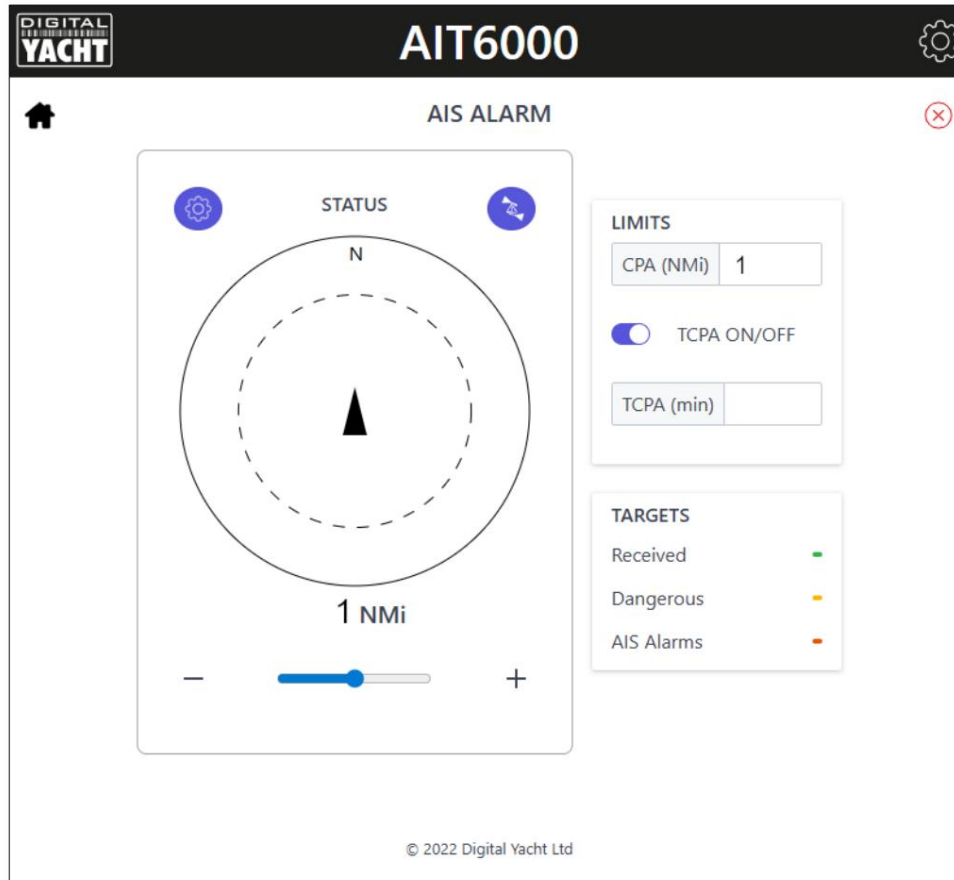 DIGITAL
YACHT
AIT6000
AIS ALARM
STATUS
N
1 NMi
LIMITS
CPA (NMi) 1
TCPA ON/OFF
TCPA (min)
TARGETS
Received -
Dangerous -
AIS Alarms -
© 2022 Digital Yacht Ltd